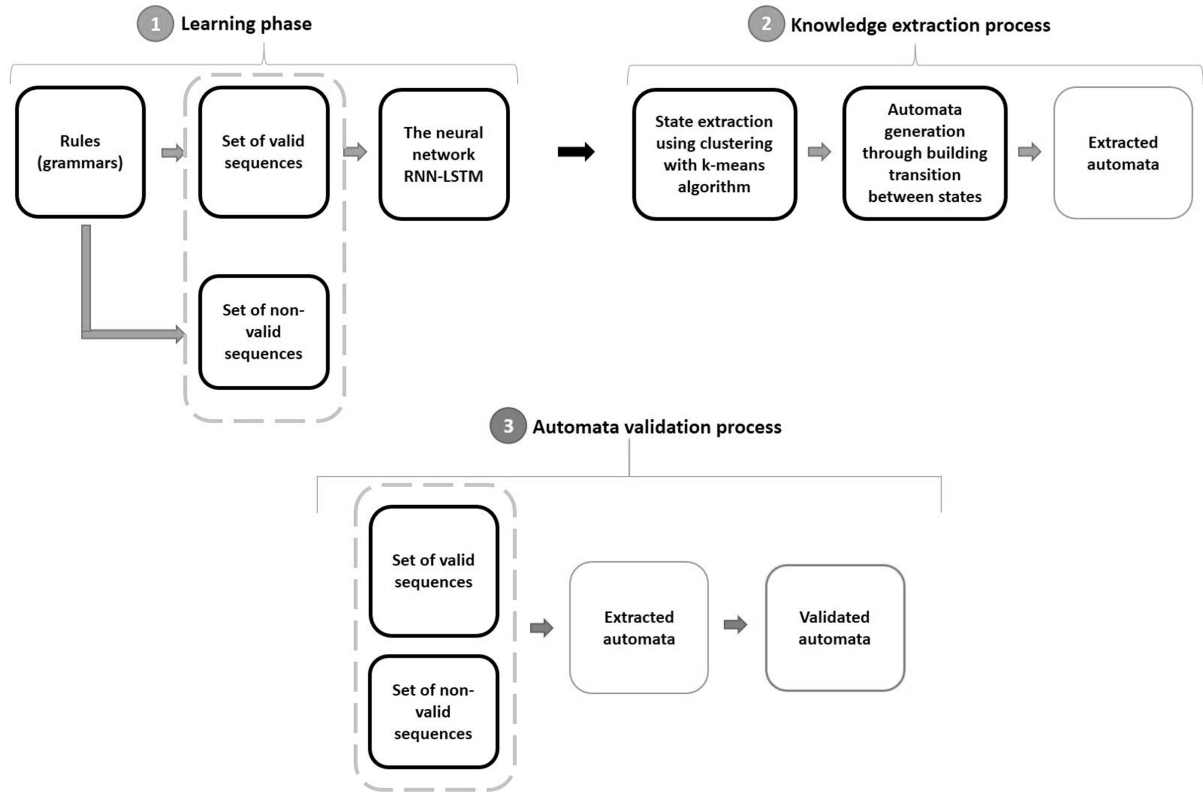 1 Learning phase
Rules
(grammars)
Set of valid
sequences
The neural
network
RNN-LSTM
Set of non-
valid
sequences
2 Knowledge extraction process
State extraction
using clustering
with k-means
algorithm
Automata
generation
through building
transition
between states
Extracted
automata
3 Automata validation process
Set of valid
sequences
Set of non-
valid
sequences
Extracted
automata
Validated
automata